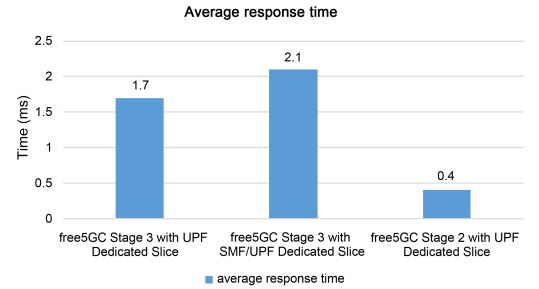 Average response time
2.5
2
1.5
1
0.5
0
Time (ms)
1.7
2.1
0.4
free5GC Stage 3 with UPF
Dedicated Slice
free5GC Stage 3 with
SMF/UPF Dedicated Slice
free5GC Stage 2 with UPF
Dedicated Slice
average response time